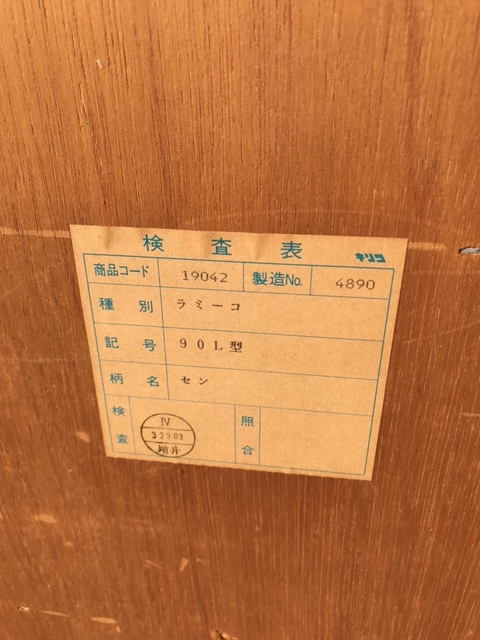 検査表 キリコ
商品コード 19042 製造No. 4890
種別 ラミーコ
記号 90L型
柄名 セン
検査 照合
IV